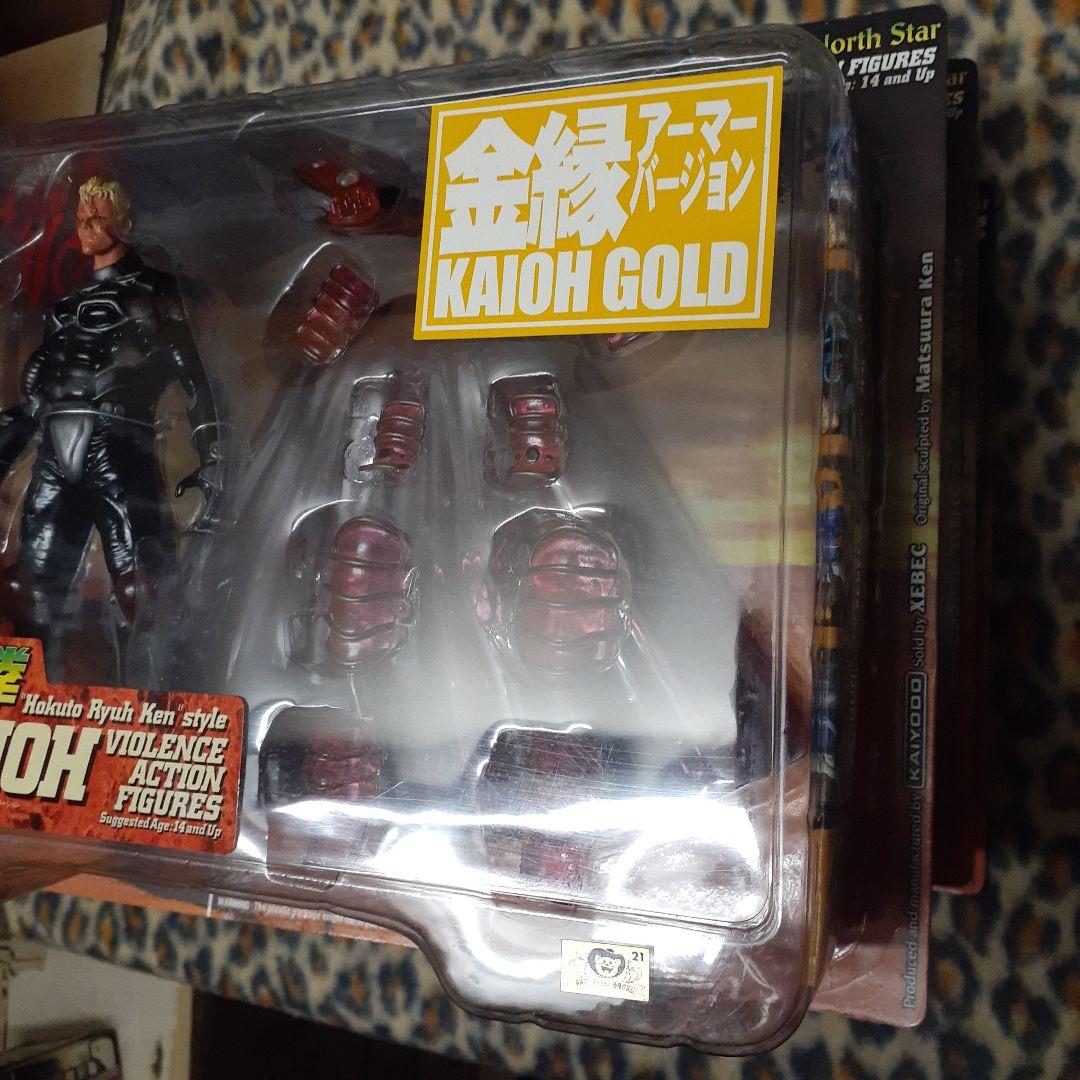 North Star
FIGURES
Age: 14 and Up
金縁
アーマー
バージョン
KAIOH GOLD
"Hokuto Ryuh Ken" style
IOH
VIOLENCE
ACTION
FIGURES
Suggested Age: 14 and Up
WARNING:
21
Produced and manufactured by KAIYODO Sold by XEBEC Original sculpted by Matsuura Ken